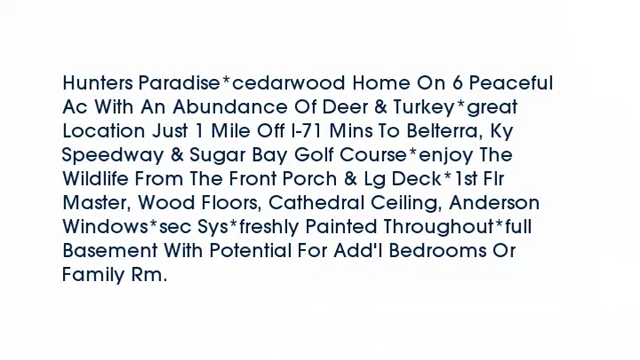 Hunters Paradise*cedarwood Home On 6 Peaceful
Ac With An Abundance Of Deer & Turkey*great
Location Just 1 Mile Off I-71 Mins To Belterra, Ky
Speedway & Sugar Bay Golf Course*enjoy The
Wildlife From The Front Porch & Lg Deck*1st Flr
Master, Wood Floors, Cathedral Ceiling, Anderson
Windows*sec Sys*freshly Painted Throughout*full
Basement With Potential For Add'l Bedrooms Or
Family Rm.